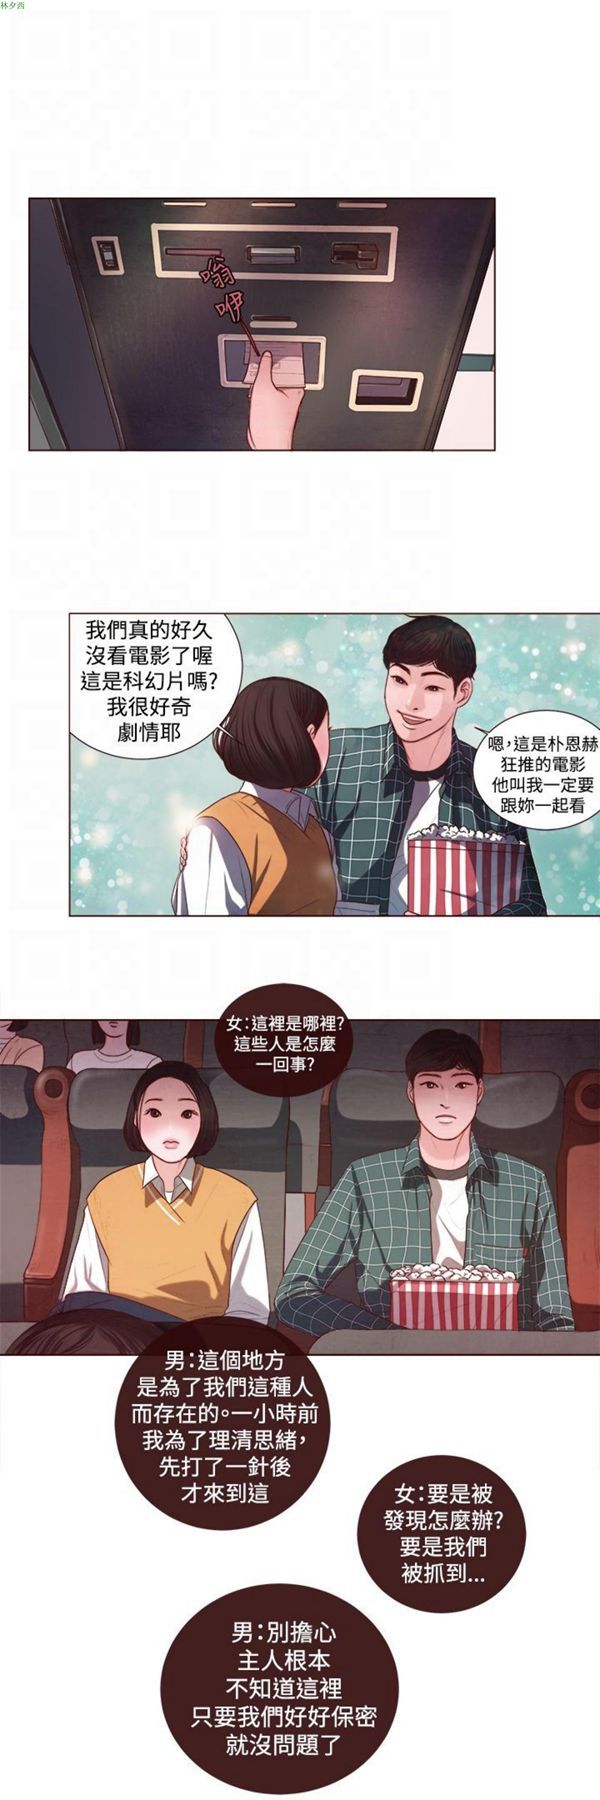 林夕西
嗡
咿
我們真的好久
沒看電影了喔
這是科幻片嗎?
我很好奇
劇情耶
嗯,這是朴恩赫
狂推的電影
他叫我一定要
跟妳一起看
女:這裡是哪裡?
這些人是怎麼
一回事?
男:這個地方
是為了我們這種人
而存在的。一小時前
我為了理清思緒,
先打了一針後
才來到這
女:要是被
發現怎麼辦?
要是我們
被抓到...
男:別擔心
主人根本
不知道這裡
只要我們好好保密
就沒問題了